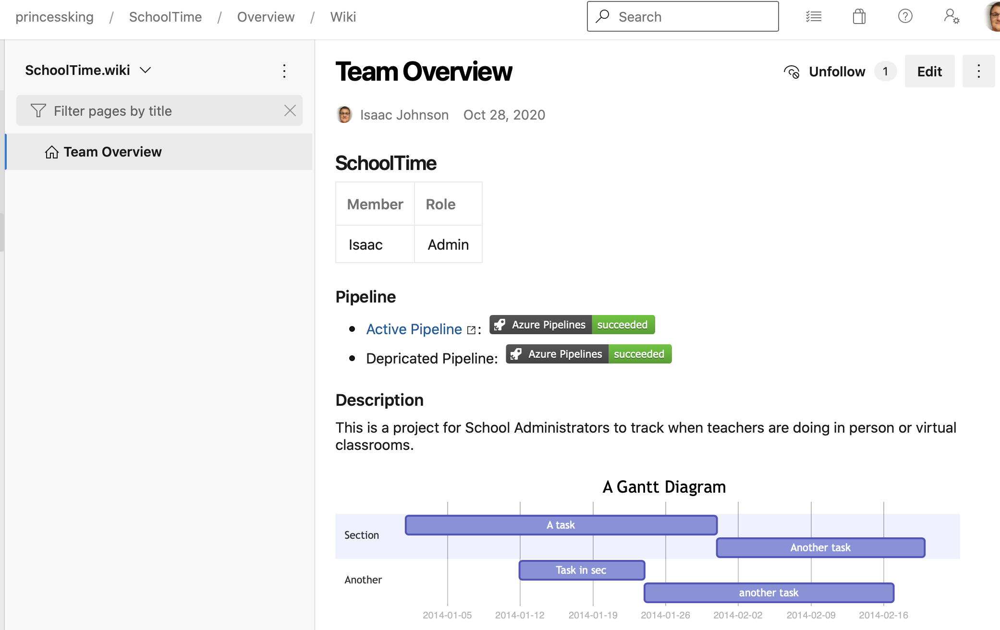 princessking / SchoolTime / Overview / Wiki
Search
SchoolTime.wiki
Filter pages by title
Team Overview
Team Overview
Unfollow 1 Edit
Isaac Johnson Oct 28, 2020
SchoolTime
Member Role
Isaac Admin
Pipeline
Active Pipeline : Azure Pipelines succeeded
Depricated Pipeline: Azure Pipelines succeeded
Description
This is a project for School Administrators to track when teachers are doing in person or virtual
classrooms.
A Gantt Diagram
A task
Section
Another task
Task in sec
Another
another task
2014-01-05 2014-01-12 2014-01-19 2014-01-26 2014-02-02 2014-02-09 2014-02-16